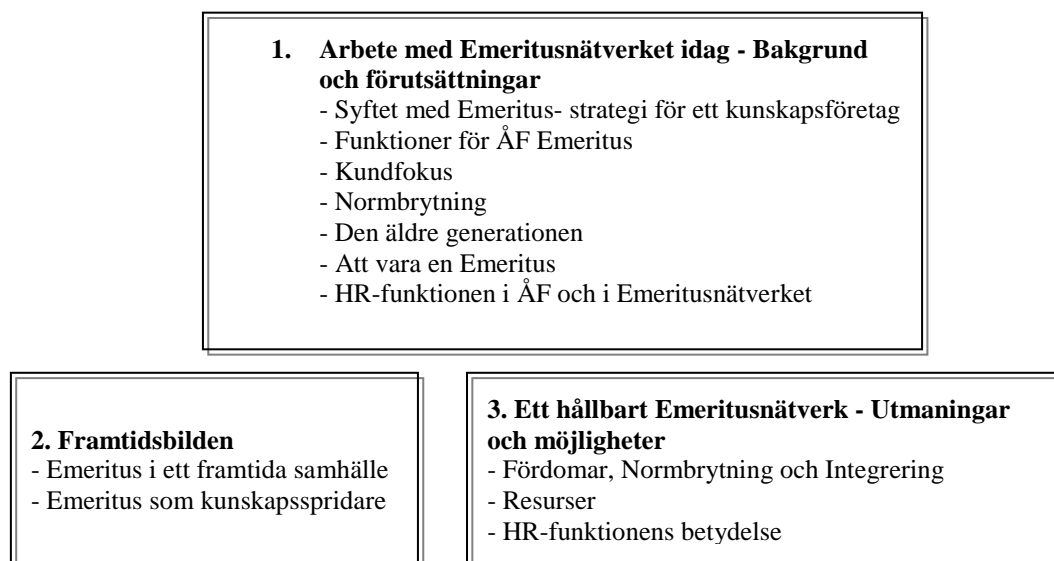 1. Arbete med Emeritusnätverket idag - Bakgrund
och förutsättningar
- Syftet med Emeritus- strategi för ett kunskapsföretag
- Funktioner för ÅF Emeritus
- Kundfokus
- Normbrytning
- Den äldre generationen
- Att vara en Emeritus
- HR-funktionen i ÅF och i Emeritusnätverket
2. Framtidsbilden
- Emeritus i ett framtida samhälle
- Emeritus som kunskapsspridare
3. Ett hållbart Emeritusnätverk - Utmaningar
och möjligheter
- Fördomar, Normbrytning och Integrering
- Resurser
- HR-funktionens betydelse